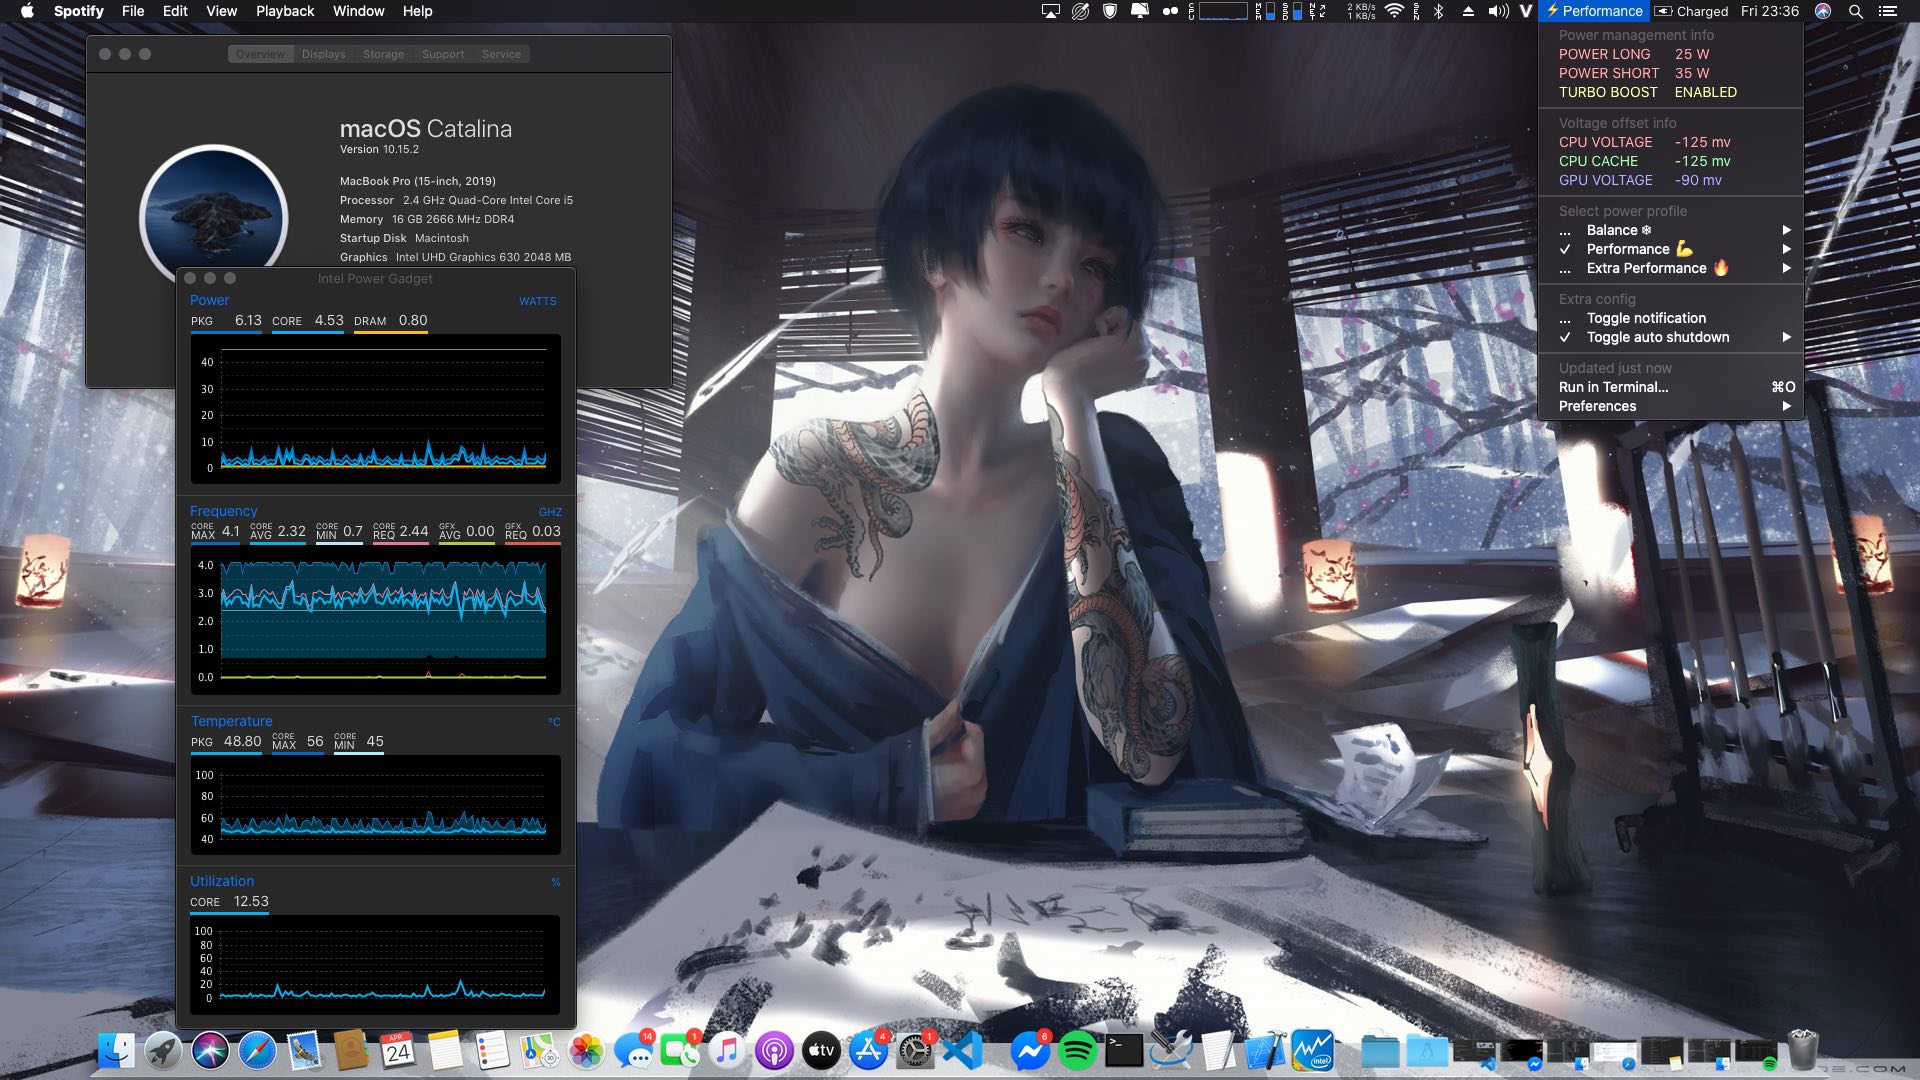 Spotify File Edit View Playback Window Help
2 KB/s
1 KB/s
Performance Charged Fri 23:36
Overview Displays Storage Support Service
macOS Catalina
Version 10.15.2
MacBook Pro (15-inch, 2019)
Processor 2.4 GHz Quad-Core Intel Core i5
Memory 16 GB 2666 MHz DDR4
Startup Disk Macintosh
Graphics Intel UHD Graphics 630 2048 MB
Intel Power Gadget
Power WATTS
PKG 6.13 CORE 4.53 DRAM 0.80
40
30
20
10
0
Frequency GHZ
CORE MAX 4.1 CORE AVG 2.32 CORE MIN 0.7 CORE REQ 2.44 GFX AVG 0.00 GFX REQ 0.03
4.0
3.0
2.0
1.0
0.0
Temperature °C
PKG 48.80 CORE MAX 56 CORE MIN 45
100
80
60
40
Utilization %
CORE 12.53
100
80
60
40
20
0
Power management info
POWER LONG 25 W
POWER SHORT 35 W
TURBO BOOST ENABLED
Voltage offset info
CPU VOLTAGE -125 mv
CPU CACHE -125 mv
GPU VOLTAGE -90 mv
Select power profile
... Balance ❄
✓ Performance 💪
... Extra Performance 🔥
Extra config
... Toggle notification
✓ Toggle auto shutdown
Updated just now
Run in Terminal... ⌘O
Preferences
APR
24
14
1
tv
4
1
6
intel